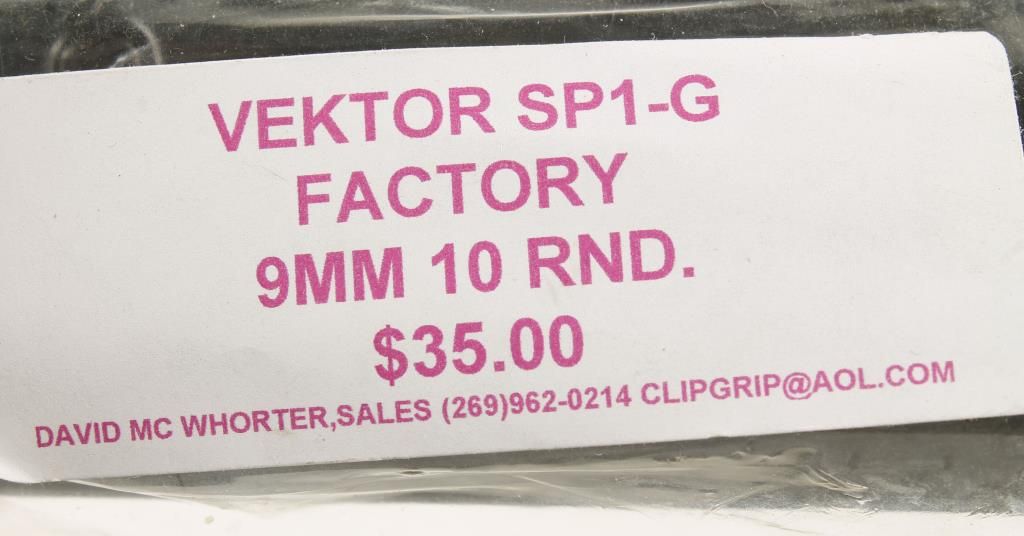 VEKTOR SP1-G
FACTORY
9MM 10 RND.
$35.00
DAVID MC WHORTER,SALES (269)962-0214 CLIPGRIP@AOL.COM